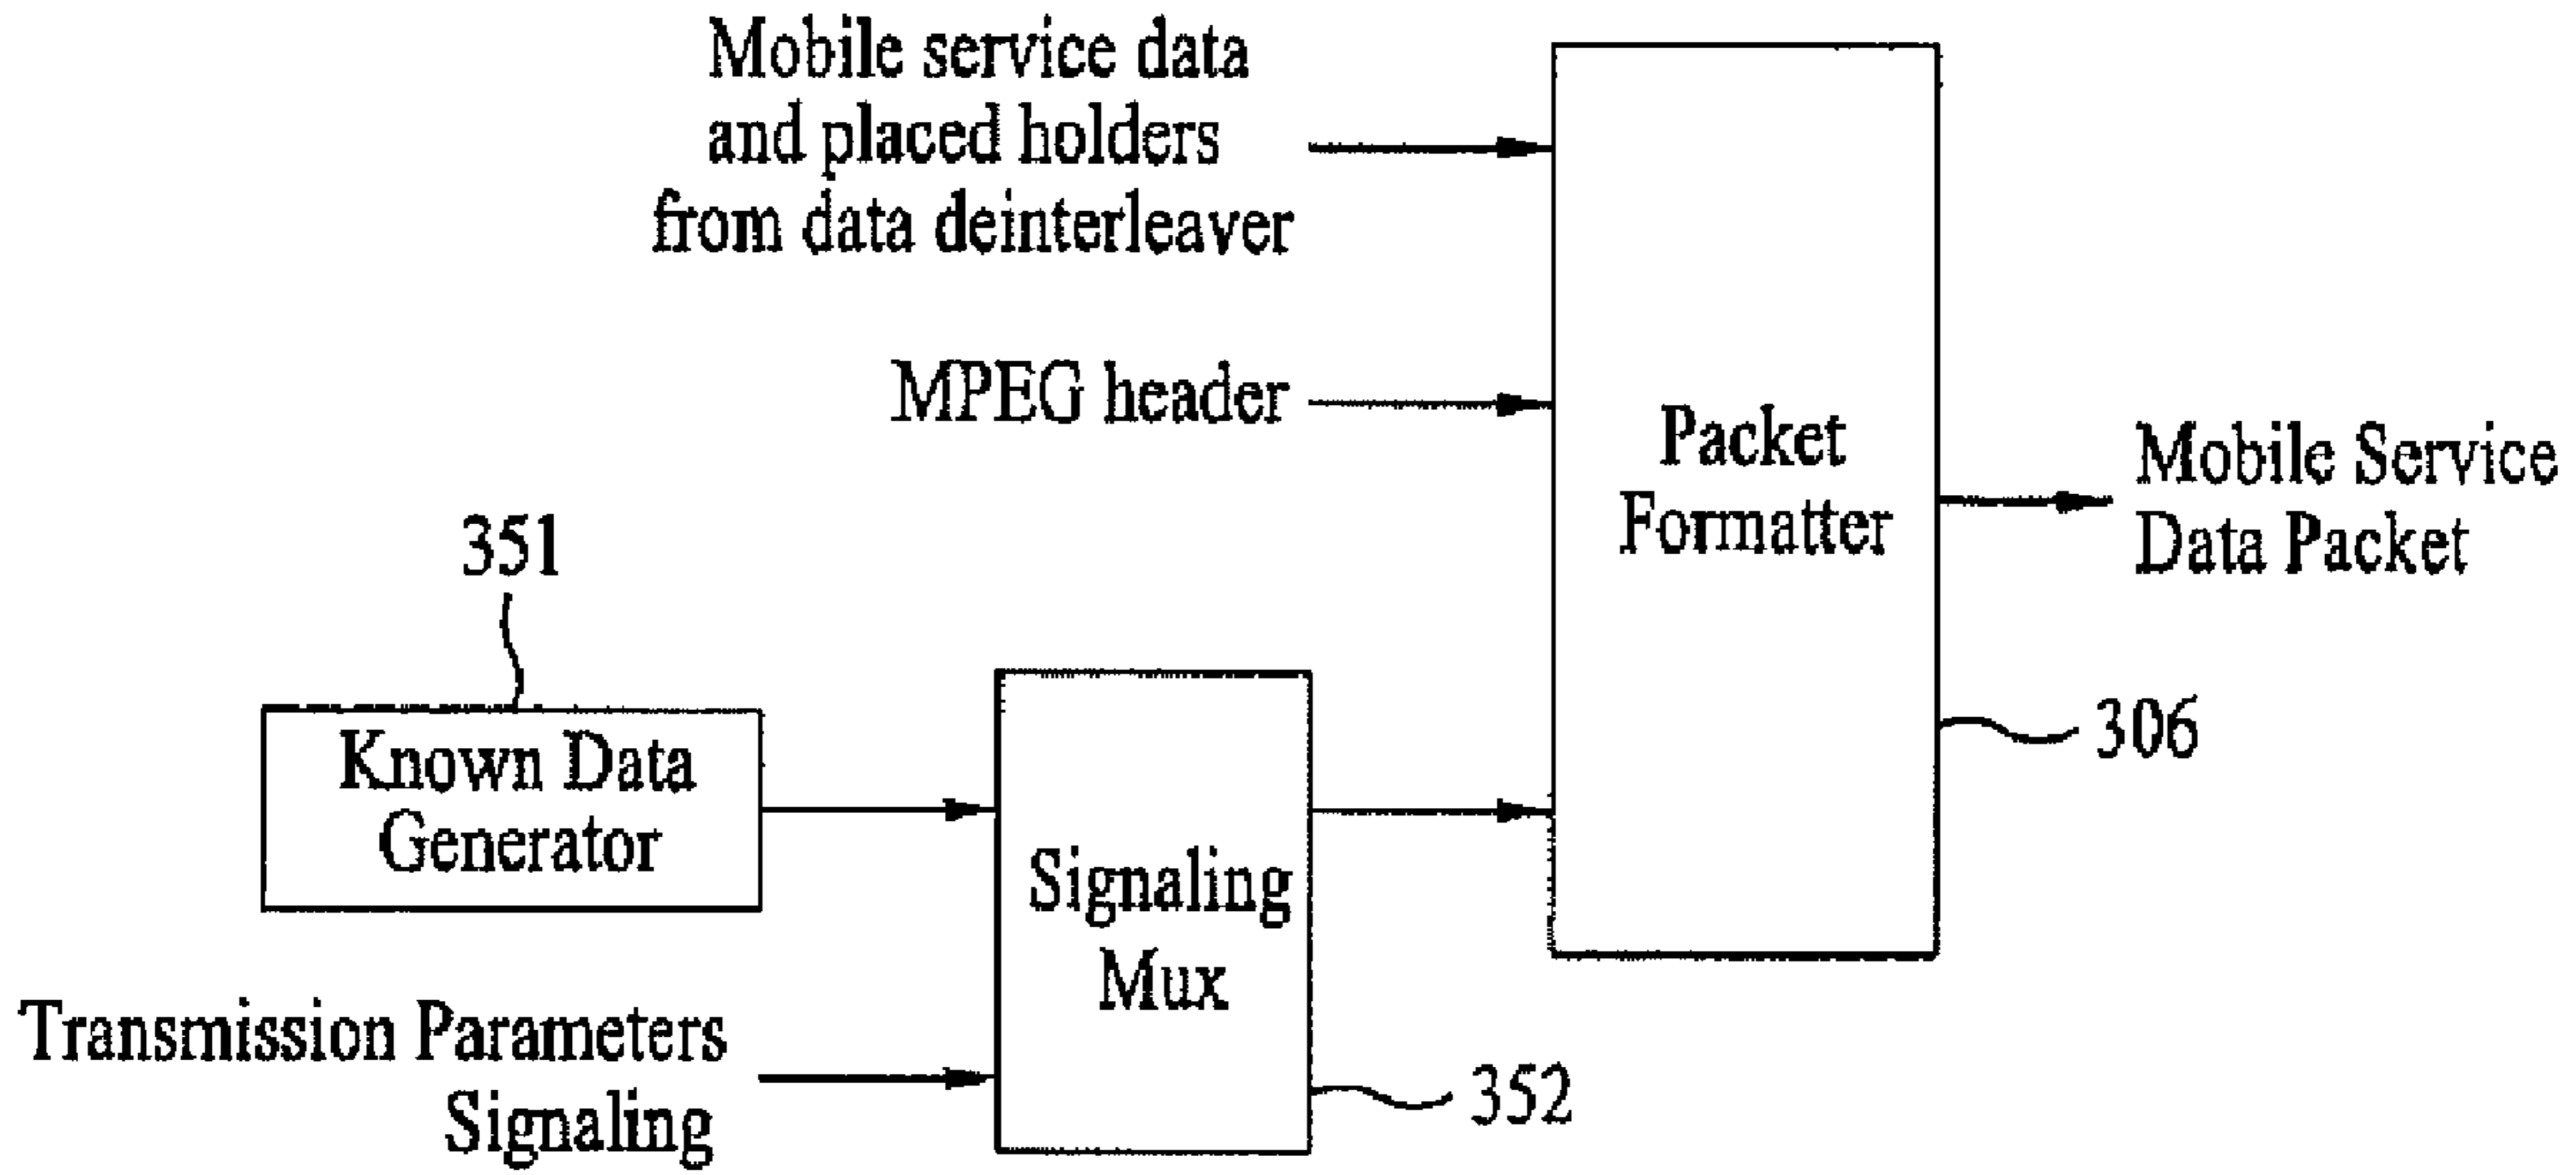 Mobile service data
and placed holders
from data deinterleaver
MPEG header
Packet
Formatter
Mobile Service
Data Packet
351
306
Known Data
Generator
Signaling
Mux
Transmission Parameters
Signaling
352